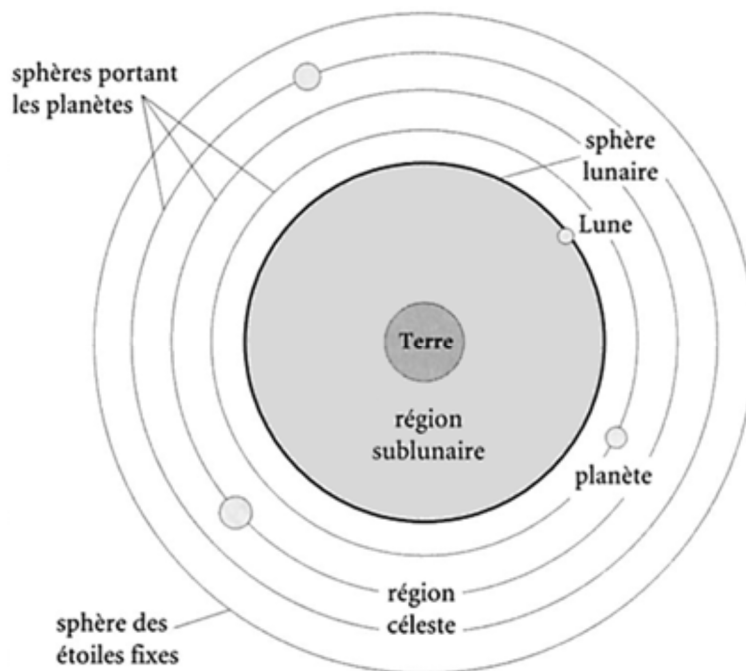 sphères portant
les planètes
sphère
lunaire
Lune
Terre
région
sublunaire
planète
région
céleste
sphère des
étoiles fixes